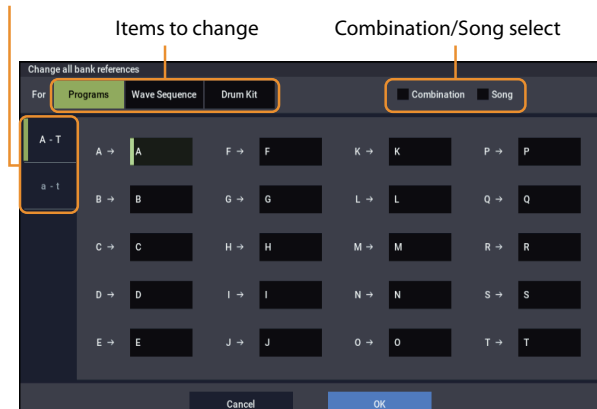 Items to change Combination/Song select
Change all bank references
For Programs Wave Sequence Drum Kit Combination Song
A - T
a - t
A → A F → F K → K P → P
B → B G → G L → L Q → Q
C → C H → H M → M R → R
D → D I → I N → N S → S
E → E J → J O → O T → T
Cancel OK